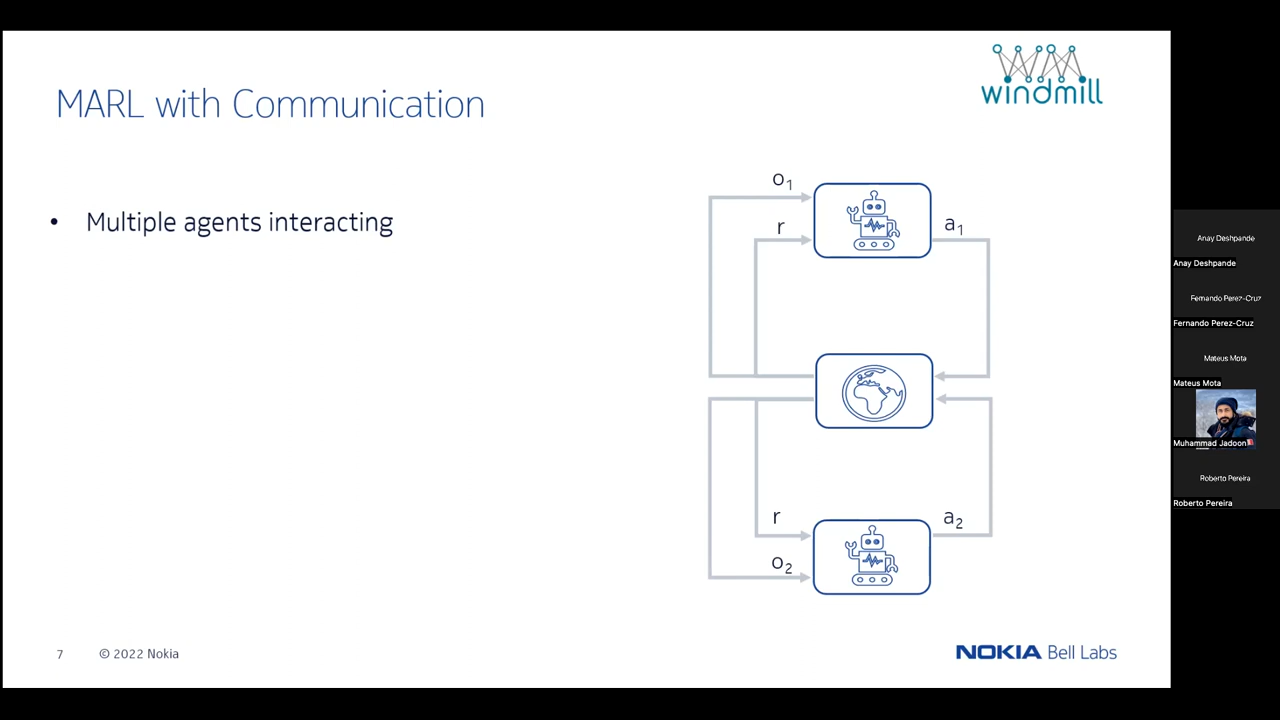 windmill
MARL with Communication
• Multiple agents interacting
o1
r
a1
r
a2
o2
7
© 2022 Nokia
NOKIA Bell Labs
Anay Deshpande
Anay Deshpande
Fernando Perez-Cruz
Fernando Perez-Cruz
Mateus Mota
Mateus Mota
Muhammad Jadoon
Roberto Pereira
Roberto Pereira